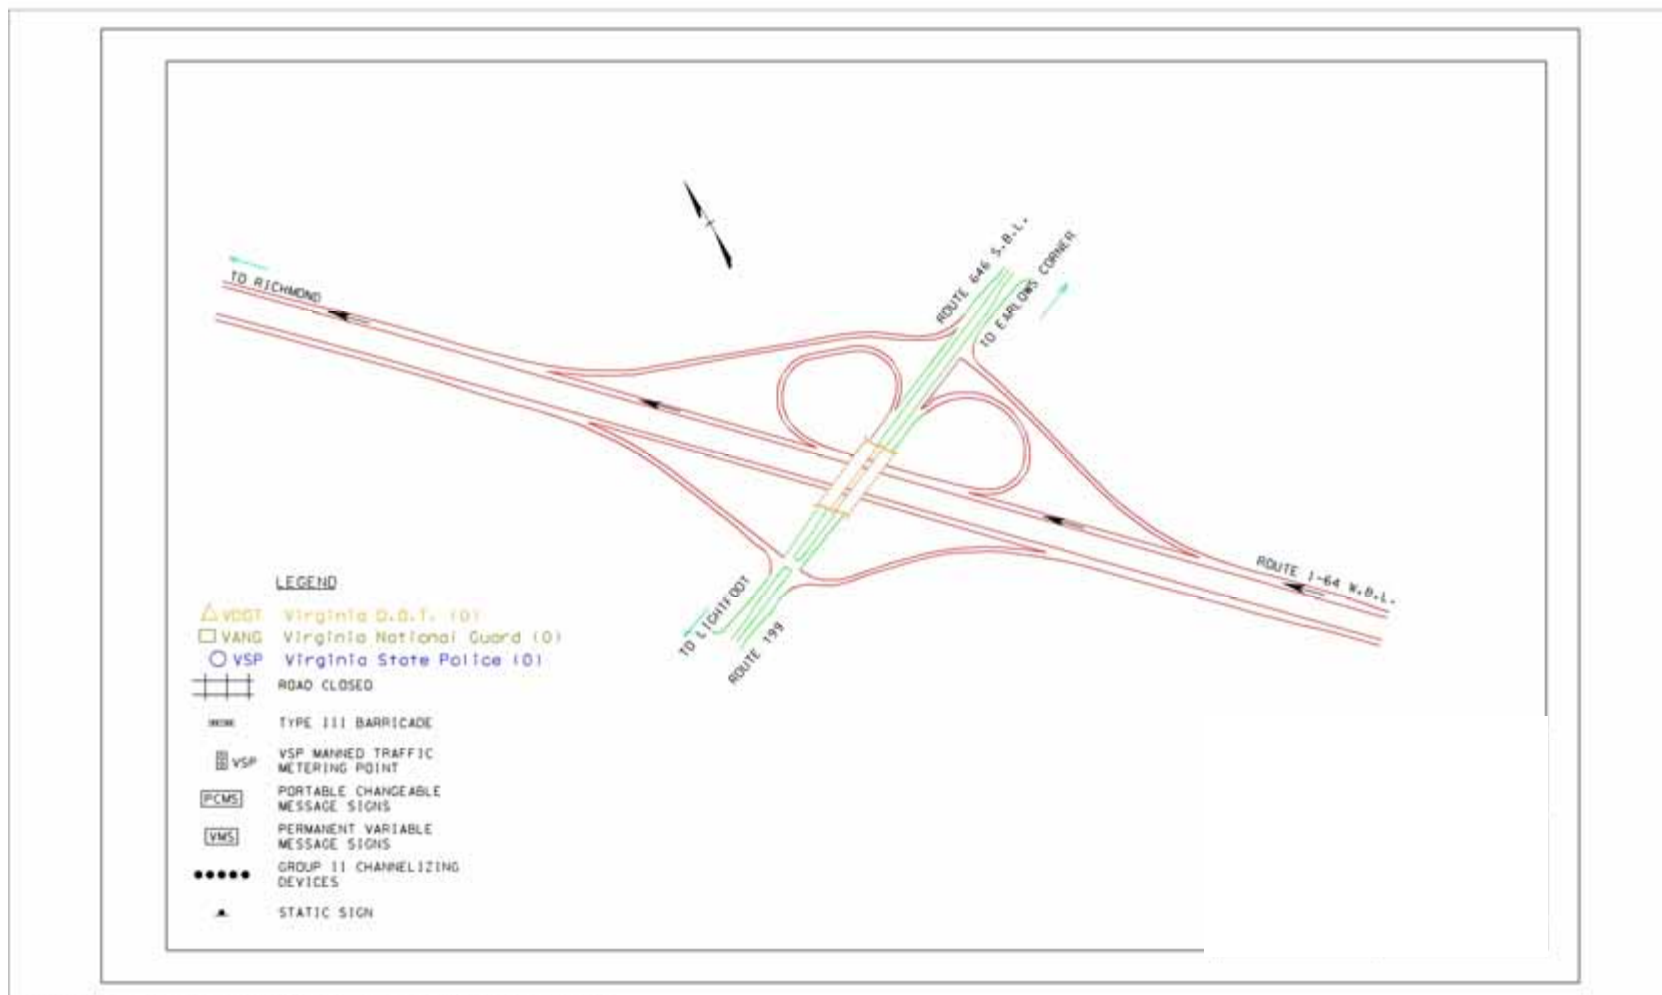 ROUTE 646 S.B.L.
TO EARLOWS CORNER
TO RICHMOND
ROUTE I-64 W.B.L.
TO LIGHTFOOT
ROUTE 199
LEGEND
VDOT Virginia D.O.T. (0)
VANG Virginia National Guard (0)
VSP Virginia State Police (0)
ROAD CLOSED
TYPE III BARRICADE
VSP VSP MANNED TRAFFIC
METERING POINT
PCMS PORTABLE CHANGEABLE
MESSAGE SIGNS
VMS PERMANENT VARIABLE
MESSAGE SIGNS
GROUP II CHANNELIZING
DEVICES
STATIC SIGN